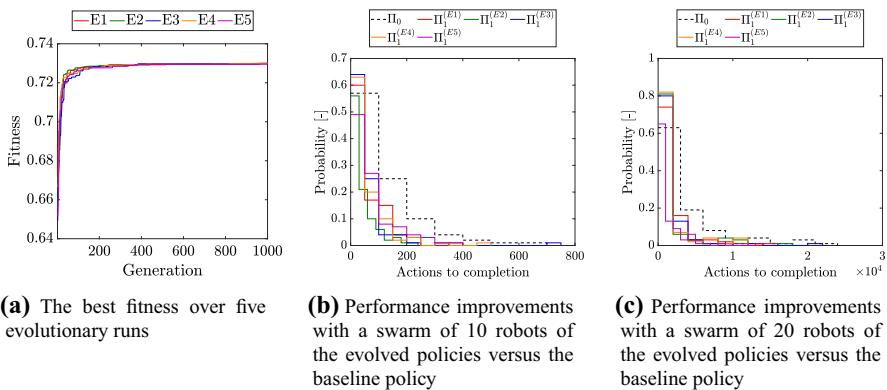 E1 E2 E3 E4 E5
0.74
0.72
0.7
0.68
0.66
0.64
Fitness
200 400 600 800 1000
Generation
Π₀ Π₁⁽ᴱ¹⁾ Π₁⁽ᴱ²⁾ Π₁⁽ᴱ³⁾
Π₁⁽ᴱ⁴⁾ Π₁⁽ᴱ⁵⁾
0.7
0.6
0.5
0.4
0.3
0.2
0.1
0
Probability [-]
0 200 400 600 800
Actions to completion
Π₀ Π₁⁽ᴱ¹⁾ Π₁⁽ᴱ²⁾ Π₁⁽ᴱ³⁾
Π₁⁽ᴱ⁴⁾ Π₁⁽ᴱ⁵⁾
1
0.8
0.6
0.4
0.2
0
Probability [-]
0 1 2 3
Actions to completion ×10⁴
(a) The best fitness over five
evolutionary runs
(b) Performance improvements
with a swarm of 10 robots of
the evolved policies versus the
baseline policy
(c) Performance improvements
with a swarm of 20 robots of
the evolved policies versus the
baseline policy